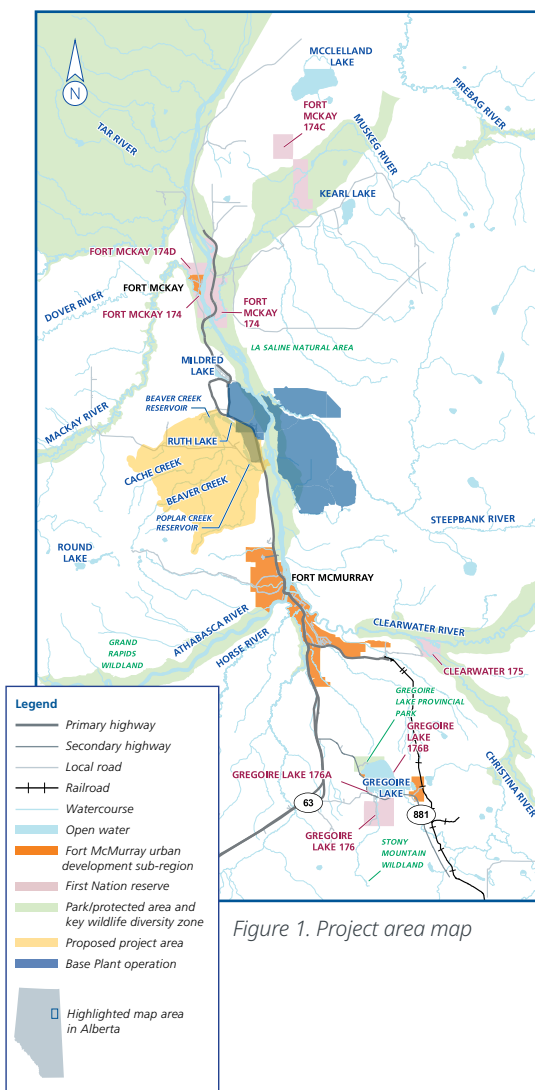 MCCLELLAND
LAKE
FIREBAG RIVER
FORT
MCKAY
174C
MUSKEG RIVER
N
TAR RIVER
KEARL LAKE
FORT MCKAY 174D
FORT MCKAY
DOVER RIVER
FORT MCKAY 174
FORT
MCKAY
174
LA SALINE NATURAL AREA
MILDRED
LAKE
BEAVER CREEK
RESERVOIR
MACKAY RIVER
RUTH LAKE
CACHE CREEK
BEAVER CREEK
POPLAR CREEK
RESERVOIR
STEEPBANK RIVER
ROUND
LAKE
FORT MCMURRAY
ATHABASCA RIVER
CLEARWATER RIVER
HORSE RIVER
GRAND
RAPIDS
WILDLAND
CLEARWATER 175
GREGOIRE
LAKE PROVINCIAL
PARK
GREGOIRE
LAKE
176B
CHRISTINA RIVER
GREGOIRE LAKE 176A
GREGOIRE
LAKE
63
881
GREGOIRE
LAKE 176
STONY
MOUNTAIN
WILDLAND
Legend
Primary highway
Secondary highway
Local road
Railroad
Watercourse
Open water
Fort McMurray urban
development sub-region
First Nation reserve
Park/protected area and
key wildlife diversity zone
Proposed project area
Base Plant operation
Highlighted map area
in Alberta
Figure 1. Project area map